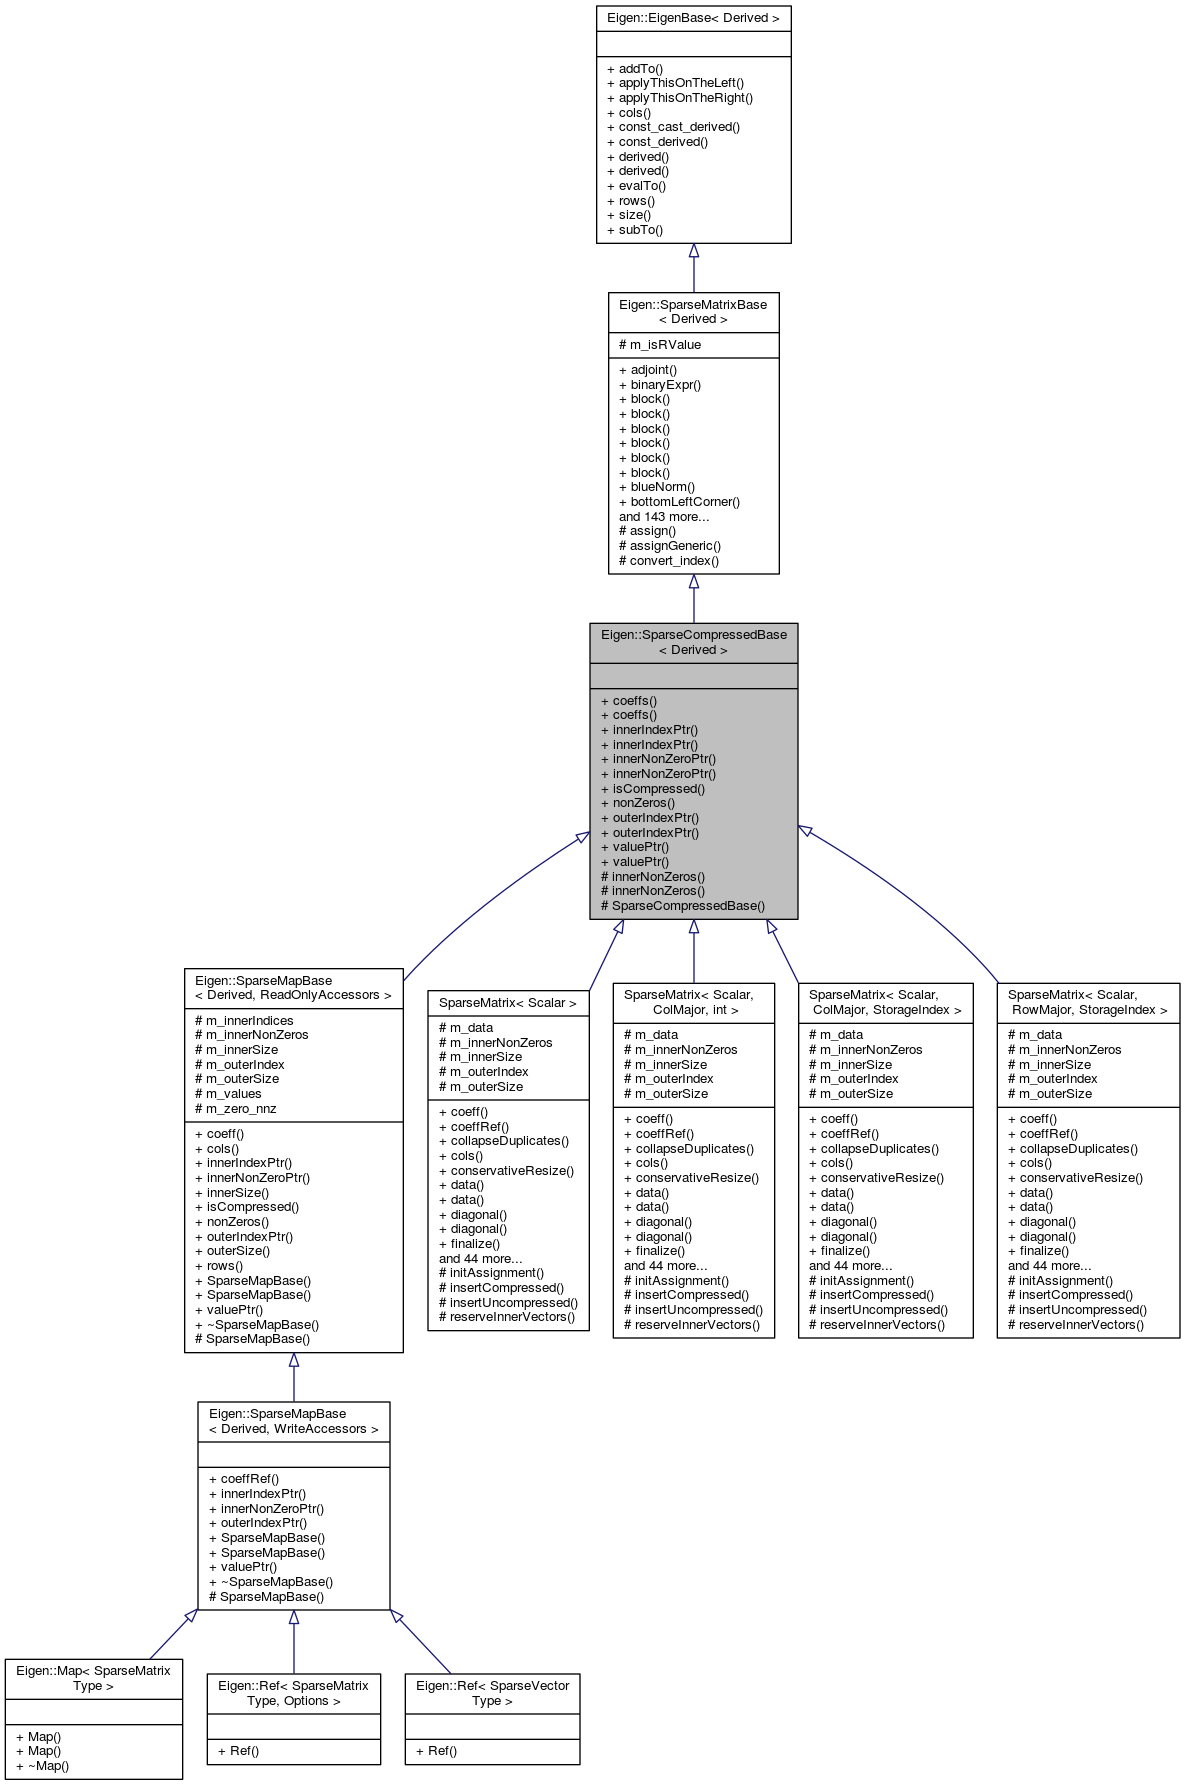 Eigen::EigenBase< Derived >
+ addTo()
+ applyThisOnTheLeft()
+ applyThisOnTheRight()
+ cols()
+ const_cast_derived()
+ const_derived()
+ derived()
+ derived()
+ evalTo()
+ rows()
+ size()
+ subTo()
Eigen::SparseMatrixBase
< Derived >
# m_isRValue
+ adjoint()
+ binaryExpr()
+ block()
+ block()
+ block()
+ block()
+ block()
+ block()
+ blueNorm()
+ bottomLeftCorner()
and 143 more...
# assign()
# assignGeneric()
# convert_index()
Eigen::SparseCompressedBase
< Derived >
+ coeffs()
+ coeffs()
+ innerIndexPtr()
+ innerIndexPtr()
+ innerNonZeroPtr()
+ innerNonZeroPtr()
+ isCompressed()
+ nonZeros()
+ outerIndexPtr()
+ outerIndexPtr()
+ valuePtr()
+ valuePtr()
# innerNonZeros()
# innerNonZeros()
# SparseCompressedBase()
Eigen::SparseMapBase
< Derived, ReadOnlyAccessors >
# m_innerIndices
# m_innerNonZeros
# m_innerSize
# m_outerIndex
# m_outerSize
# m_values
# m_zero_nnz
+ coeff()
+ cols()
+ innerIndexPtr()
+ innerNonZeroPtr()
+ innerSize()
+ isCompressed()
+ nonZeros()
+ outerIndexPtr()
+ outerSize()
+ rows()
+ SparseMapBase()
+ SparseMapBase()
+ valuePtr()
+ ~SparseMapBase()
# SparseMapBase()
SparseMatrix< Scalar >
# m_data
# m_innerNonZeros
# m_innerSize
# m_outerIndex
# m_outerSize
+ coeff()
+ coeffRef()
+ collapseDuplicates()
+ cols()
+ conservativeResize()
+ data()
+ data()
+ diagonal()
+ diagonal()
+ finalize()
and 44 more...
# initAssignment()
# insertCompressed()
# insertUncompressed()
# reserveInnerVectors()
SparseMatrix< Scalar,
ColMajor, int >
# m_data
# m_innerNonZeros
# m_innerSize
# m_outerIndex
# m_outerSize
+ coeff()
+ coeffRef()
+ collapseDuplicates()
+ cols()
+ conservativeResize()
+ data()
+ data()
+ diagonal()
+ diagonal()
+ finalize()
and 44 more...
# initAssignment()
# insertCompressed()
# insertUncompressed()
# reserveInnerVectors()
SparseMatrix< Scalar,
ColMajor, StorageIndex >
# m_data
# m_innerNonZeros
# m_innerSize
# m_outerIndex
# m_outerSize
+ coeff()
+ coeffRef()
+ collapseDuplicates()
+ cols()
+ conservativeResize()
+ data()
+ data()
+ diagonal()
+ diagonal()
+ finalize()
and 44 more...
# initAssignment()
# insertCompressed()
# insertUncompressed()
# reserveInnerVectors()
SparseMatrix< Scalar,
RowMajor, StorageIndex >
# m_data
# m_innerNonZeros
# m_innerSize
# m_outerIndex
# m_outerSize
+ coeff()
+ coeffRef()
+ collapseDuplicates()
+ cols()
+ conservativeResize()
+ data()
+ data()
+ diagonal()
+ diagonal()
+ finalize()
and 44 more...
# initAssignment()
# insertCompressed()
# insertUncompressed()
# reserveInnerVectors()
Eigen::SparseMapBase
< Derived, WriteAccessors >
+ coeffRef()
+ innerIndexPtr()
+ innerNonZeroPtr()
+ outerIndexPtr()
+ SparseMapBase()
+ SparseMapBase()
+ valuePtr()
+ ~SparseMapBase()
# SparseMapBase()
Eigen::Map< SparseMatrix
Type >
+ Map()
+ Map()
+ ~Map()
Eigen::Ref< SparseMatrix
Type, Options >
+ Ref()
Eigen::Ref< SparseVector
Type >
+ Ref()